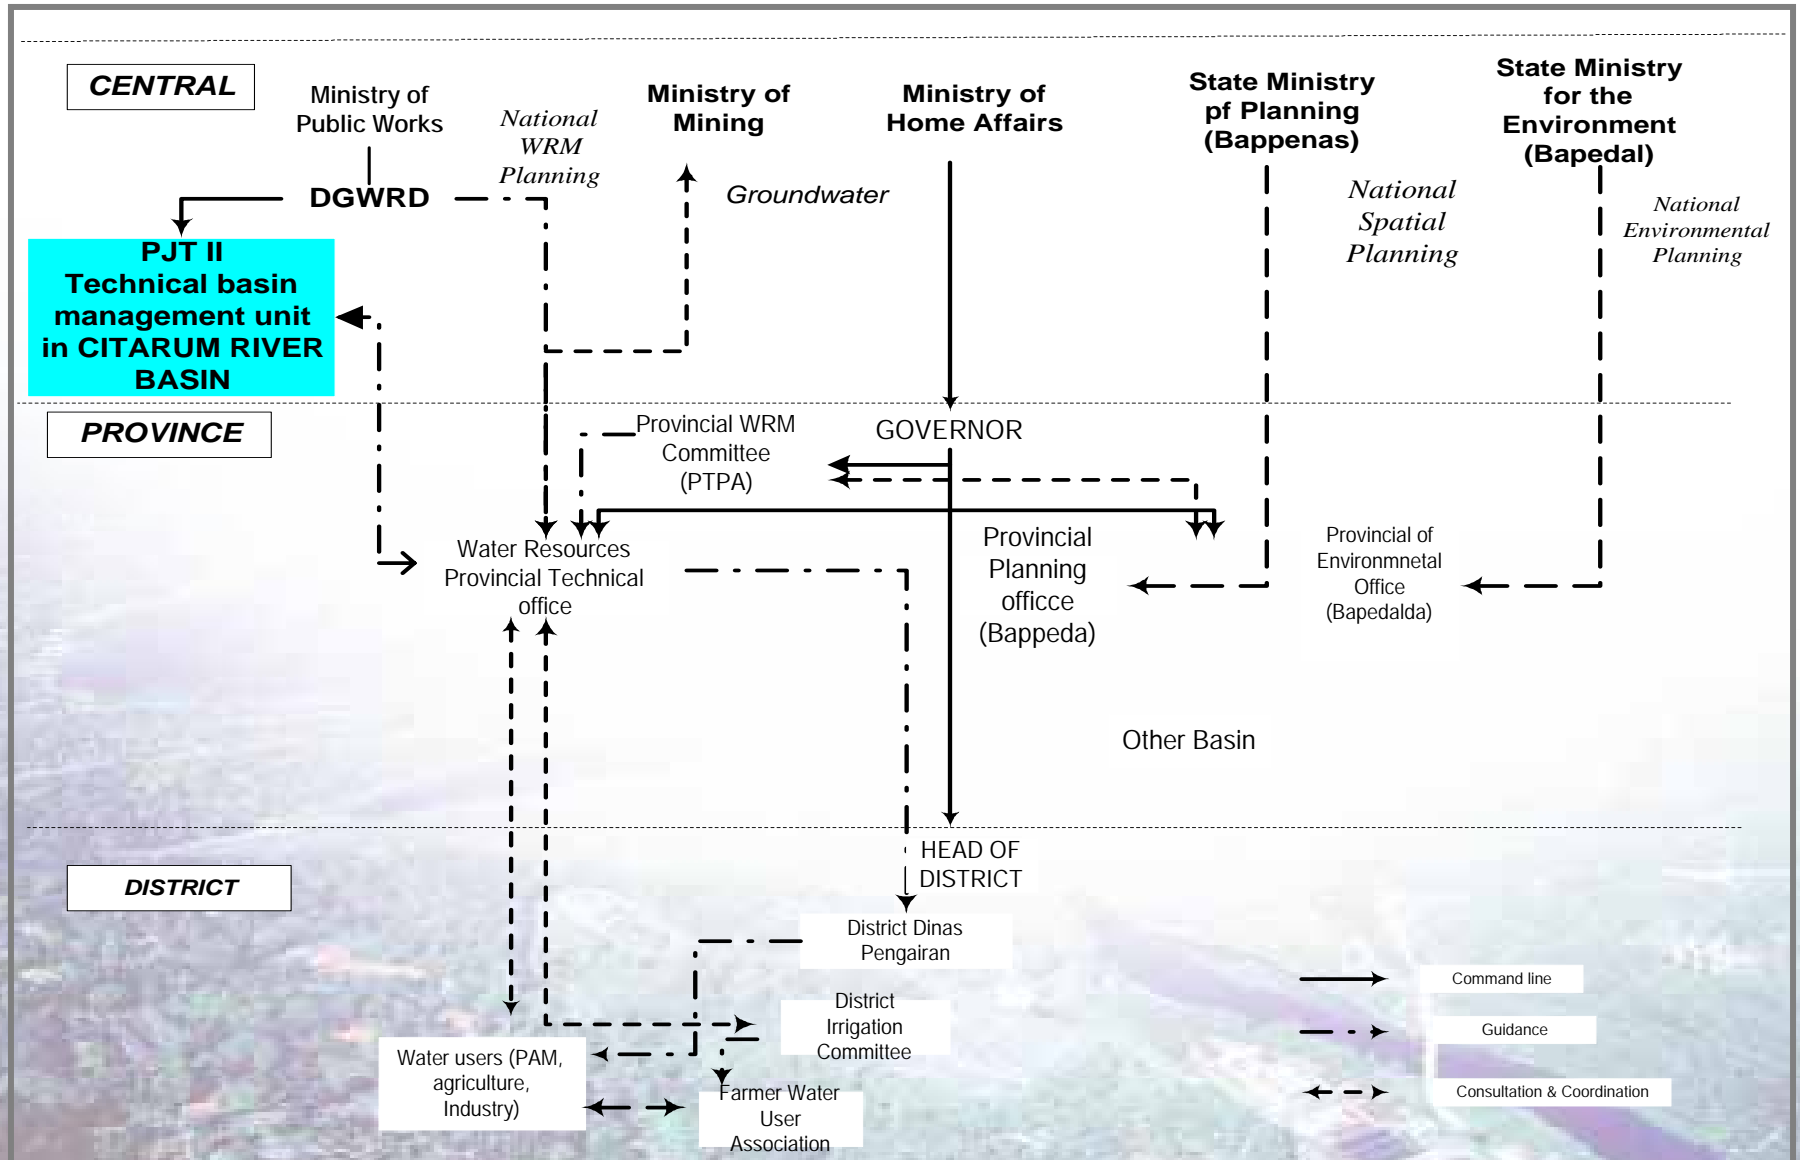 CENTRAL
Ministry of
Public Works
DGWRD
National
WRM
Planning
Ministry of
Mining
Groundwater
Ministry of
Home Affairs
State Ministry
pf Planning
(Bappenas)
National
Spatial
Planning
State Ministry
for the
Environment
(Bapedal)
National
Environmental
Planning
PJT II
Technical basin
management unit
in CITARUM RIVER
BASIN
PROVINCE
Provincial WRM
Committee
(PTPA)
GOVERNOR
Water Resources
Provincial Technical
office
Provincial
Planning
officce
(Bappeda)
Provincial of
Environmnetal
Office
(Bapedalda)
Other Basin
DISTRICT
HEAD OF
DISTRICT
District Dinas
Pengairan
District
Irrigation
Committee
Water users (PAM,
agriculture,
Industry)
Farmer Water
User
Association
Command line
Guidance
Consultation & Coordination